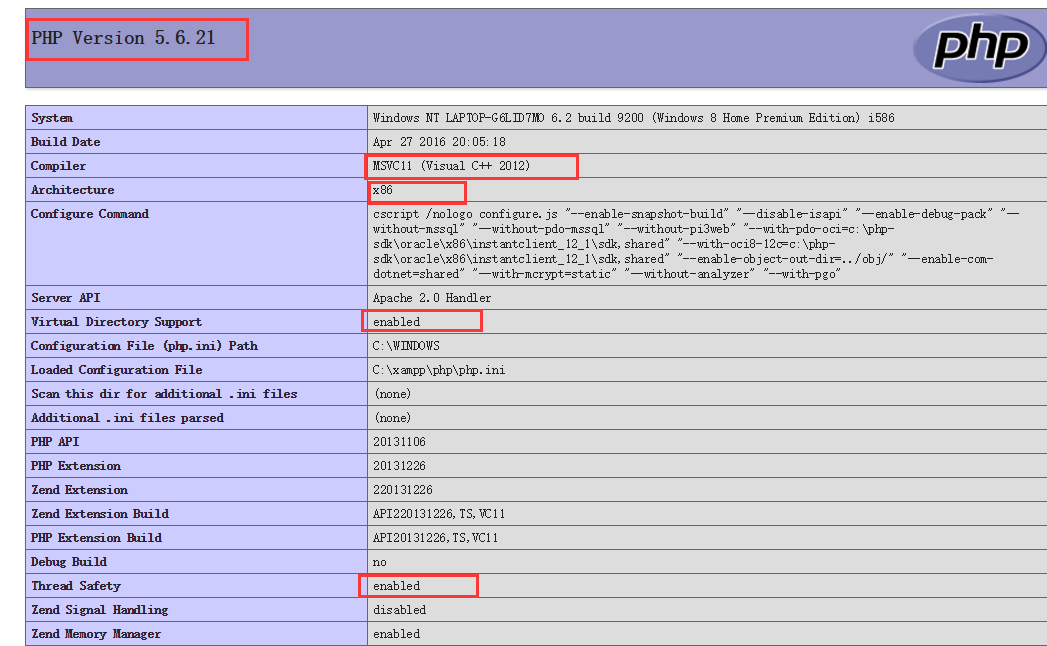 PHP Version 5.6.21
php
System Windows NT LAPTOP-G6LID7MO 6.2 build 9200 (Windows 8 Home Premium Edition) i586
Build Date Apr 27 2016 20:05:18
Compiler MSVC11 (Visual C++ 2012)
Architecture x86
Configure Command cscript /nologo configure.js "--enable-snapshot-build" "--disable-isapi" "--enable-debug-pack" "--
without-mssql" "--without-pdo-mssql" "--without-pi3web" "--with-pdo-oci=c:\php-
sdk\oracle\x86\instantclient_12_1\sdk,shared" "--with-oci8-12c=c:\php-
sdk\oracle\x86\instantclient_12_1\sdk,shared" "--enable-object-out-dir=../obj/" "--enable-com-
dotnet=shared" "--with-mcrypt=static" "--without-analyzer" "--with-pgo"
Server API Apache 2.0 Handler
Virtual Directory Support enabled
Configuration File (php.ini) Path C:\WINDOWS
Loaded Configuration File C:\xampp\php\php.ini
Scan this dir for additional .ini files (none)
Additional .ini files parsed (none)
PHP API 20131106
PHP Extension 20131226
Zend Extension 220131226
Zend Extension Build API220131226,TS,VC11
PHP Extension Build API20131226,TS,VC11
Debug Build no
Thread Safety enabled
Zend Signal Handling disabled
Zend Memory Manager enabled